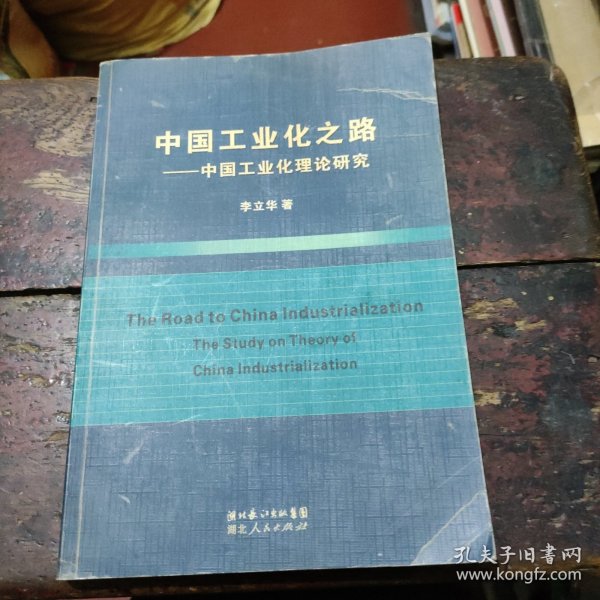 中国工业化之路
——中国工业化理论研究
李立华 著
The Road to China Industrialization
The Study on Theory of
China Industrialization
湖北长江出版集团
湖北人民出版社
孔夫子旧书网
www.kongfz.com